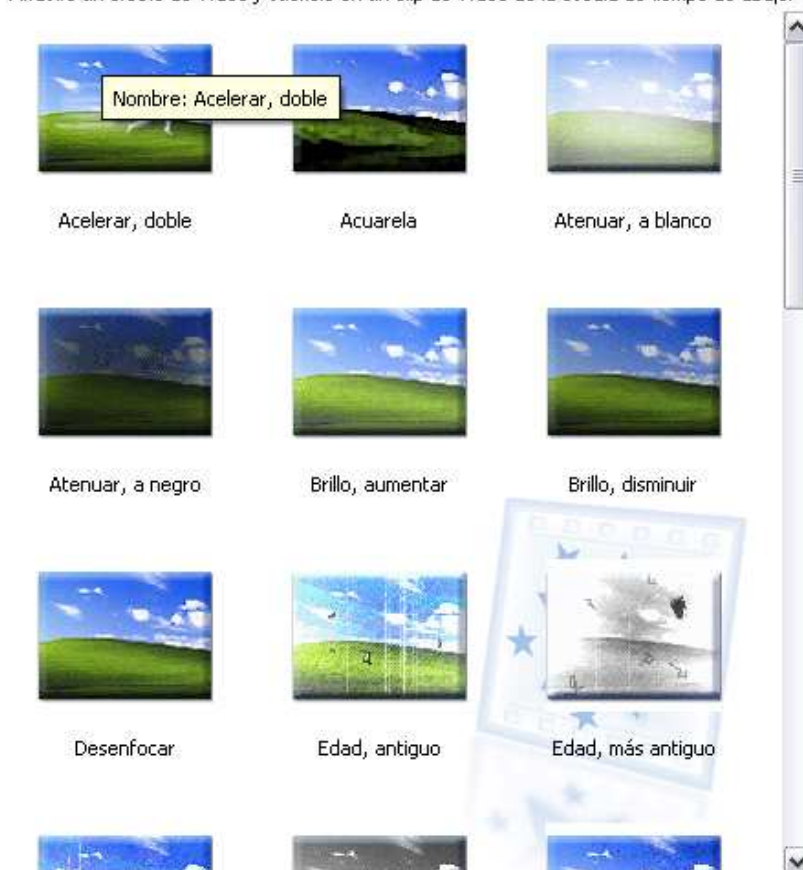 Nombre: Acelerar, doble
Acelerar, doble
Acuarela
Atenuar, a blanco
Atenuar, a negro
Brillo, aumentar
Brillo, disminuir
Desenfocar
Edad, antiguo
Edad, más antiguo